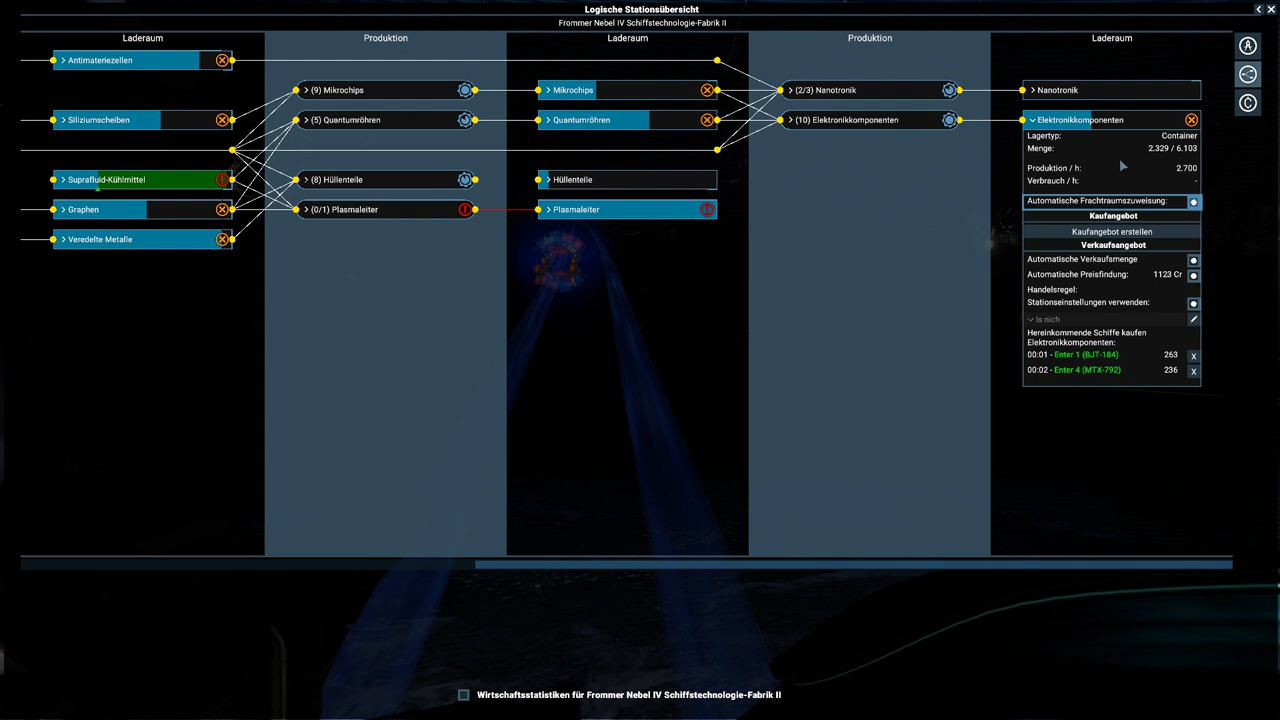 Logische Stationsübersicht
Frommer Nebel IV Schiffstechnologie-Fabrik II
Laderaum
Produktion
Laderaum
Produktion
Laderaum
Antimateriezellen
Siliziumscheiben
Suprafluid-Kühlmittel
Graphen
Veredelte Metalle
(9) Mikrochips
(5) Quantumröhren
(8) Hüllenteile
(0/1) Plasmaleiter
Mikrochips
Quantumröhren
Hüllenteile
Plasmaleiter
(2/3) Nanotronik
(10) Elektronikkomponenten
Nanotronik
Elektronikkomponenten
Lagertyp: Container
Menge: 2.329 / 6.103
Produktion / h: 2.700
Verbrauch / h: -
Automatische Frachtraumszuweisung:
Kaufangebot
Kaufangebot erstellen
Verkaufsangebot
Automatische Verkaufsmenge
Automatische Preisfindung: 1123 Cr
Handelsregel:
Stationseinstellungen verwenden:
Is nich
Hereinkommende Schiffe kaufen
Elektronikkomponenten:
00:01 - Enter 1 (BJT-184) 263 X
00:02 - Enter 4 (MTX-792) 236 X
Wirtschaftsstatistiken für Frommer Nebel IV Schiffstechnologie-Fabrik II